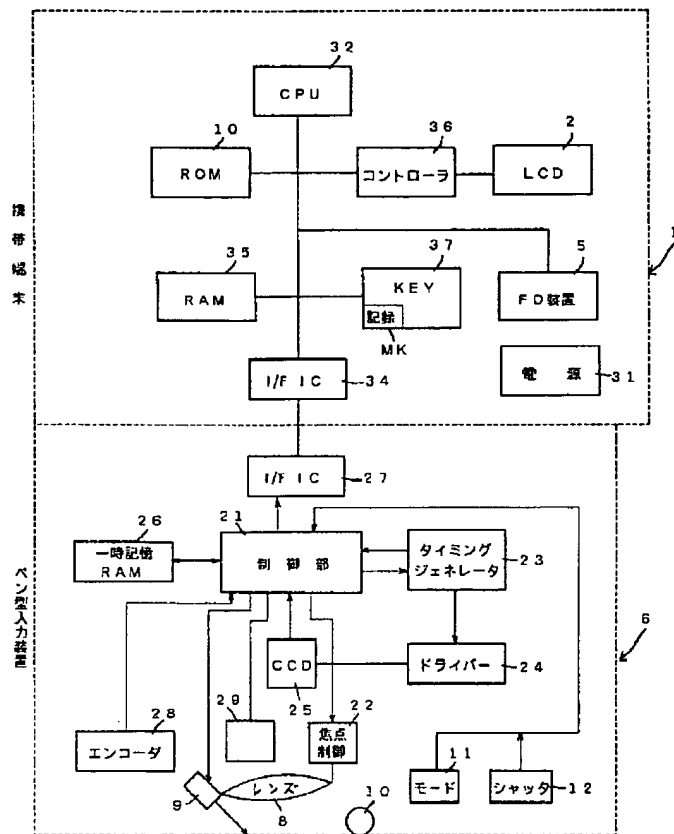 32
CPU
10
ROM
36
コントローラ
2
LCD
携帯端末
1
35
RAM
37
KEY
記録
MK
5
FD装置
I/F IC
34
電源
31
I/F IC
27
26
一時記憶
RAM
21
制御部
タイミング
ジェネレータ
23
ペン型入力装置
6
CCD
25
ドライバー
24
28
エンコーダ
29
22
焦点
制御
レンズ
8
9
10
11
モード
シャッタ
12